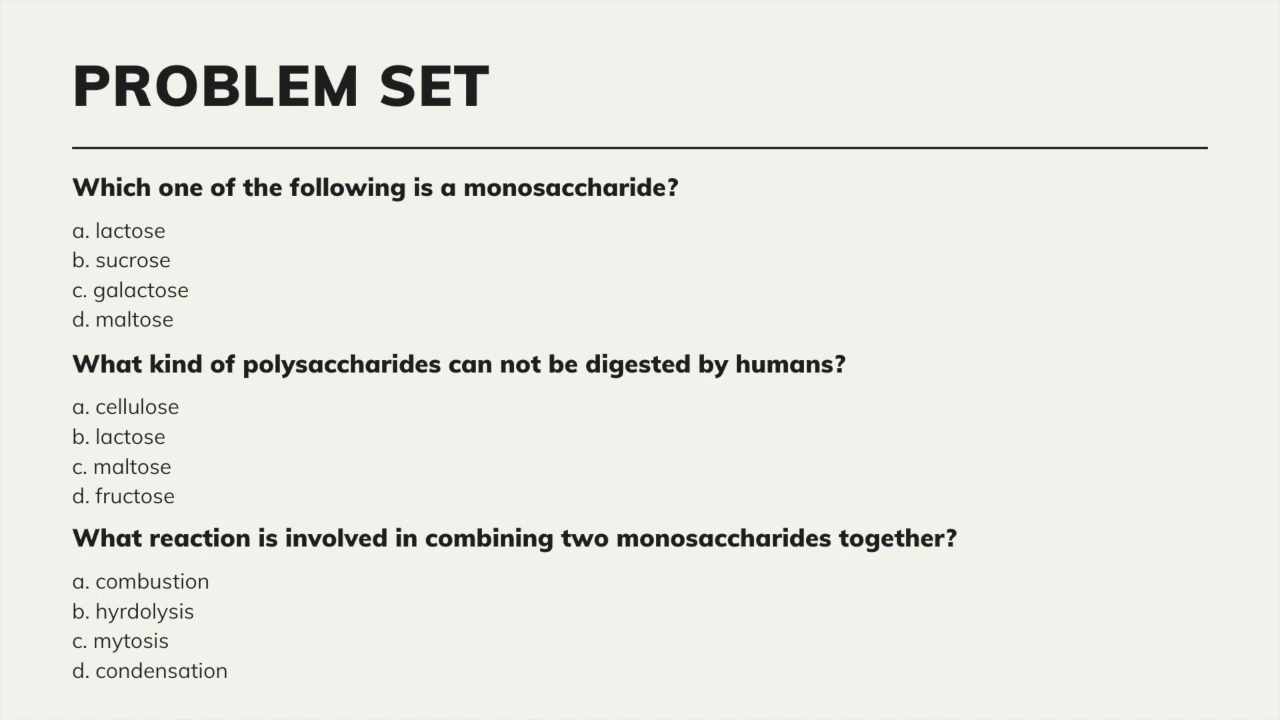 PROBLEM SET
Which one of the following is a monosaccharide?
a. lactose
b. sucrose
c. galactose
d. maltose
What kind of polysaccharides can not be digested by humans?
a. cellulose
b. lactose
c. maltose
d. fructose
What reaction is involved in combining two monosaccharides together?
a. combustion
b. hyrdolysis
c. mytosis
d. condensation